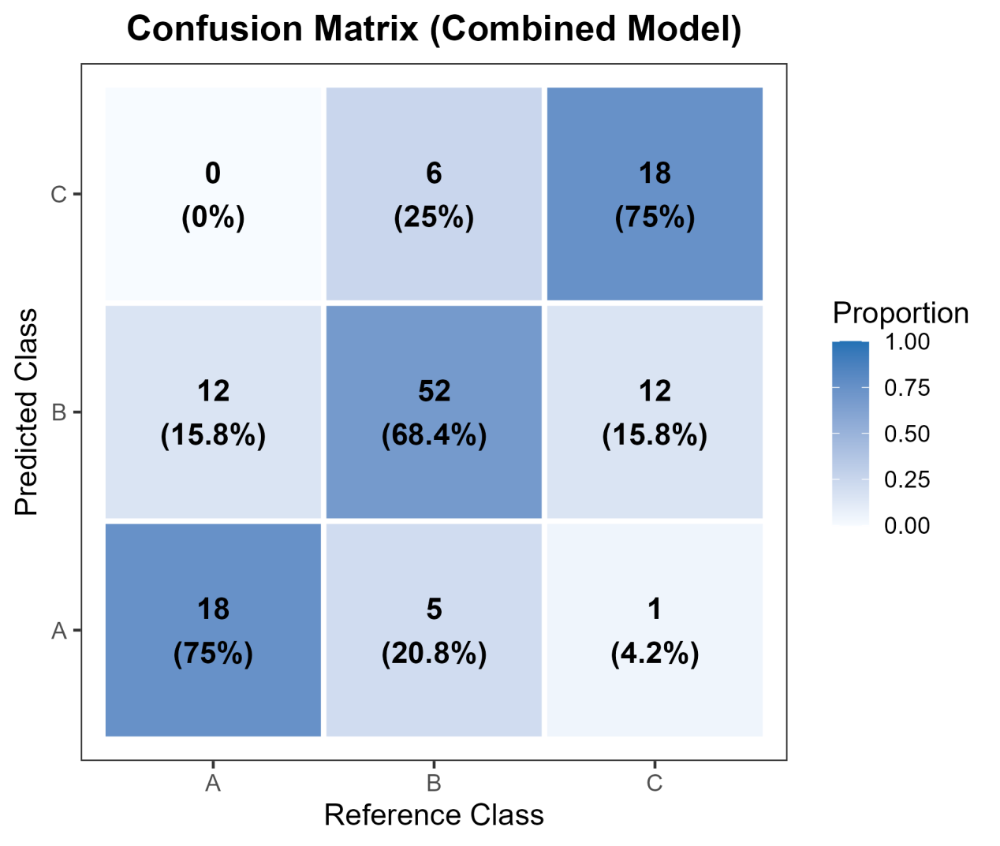 Confusion Matrix (Combined Model)
Predicted Class
C
0
(0%)
6
(25%)
18
(75%)
B
12
(15.8%)
52
(68.4%)
12
(15.8%)
A
18
(75%)
5
(20.8%)
1
(4.2%)
A
B
C
Reference Class
Proportion
1.00
0.75
0.50
0.25
0.00